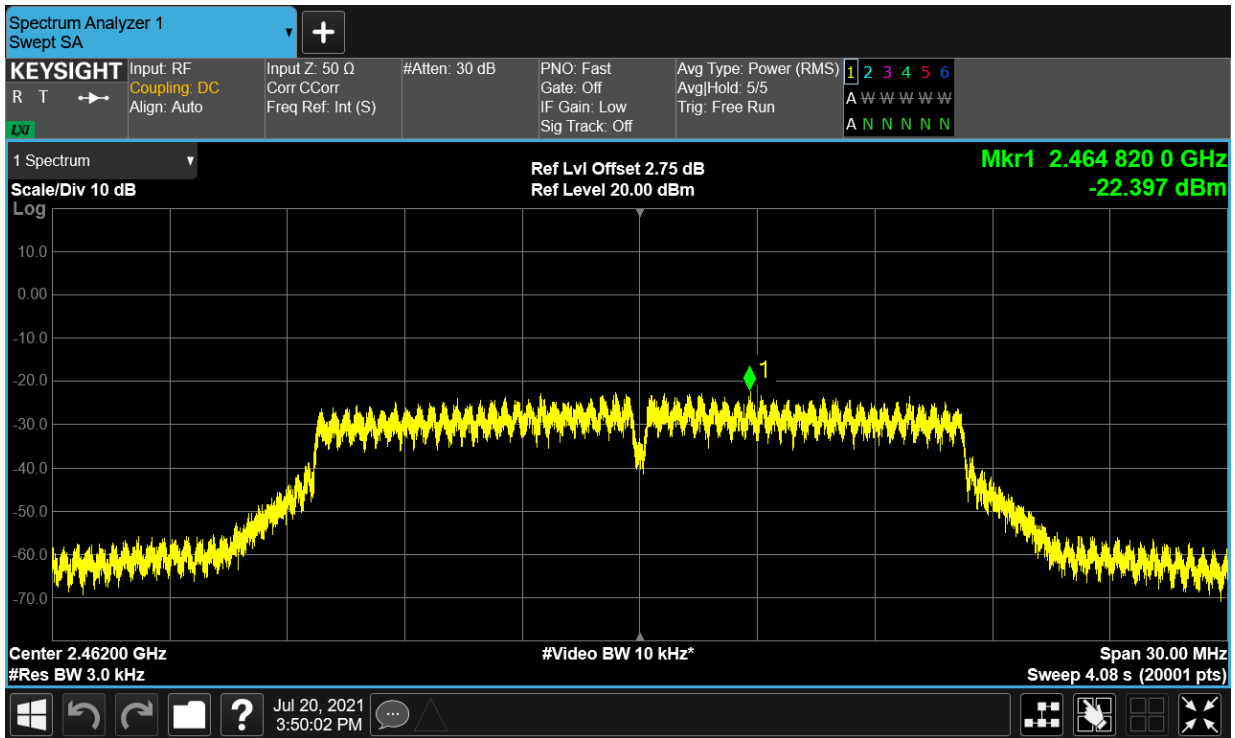 Spectrum Analyzer 1
Swept SA
+
KEYSIGHT
R T
LXI
Input: RF
Coupling: DC
Align: Auto
Input Z: 50 Ω
Corr CCorr
Freq Ref: Int (S)
#Atten: 30 dB
PNO: Fast
Gate: Off
IF Gain: Low
Sig Track: Off
Avg Type: Power (RMS)
Avg|Hold: 5/5
Trig: Free Run
1 2 3 4 5 6
A W W W W W
A N N N N N
1 Spectrum
Scale/Div 10 dB
Ref Lvl Offset 2.75 dB
Ref Level 20.00 dBm
Mkr1 2.464 820 0 GHz
-22.397 dBm
Log
10.0
0.00
-10.0
-20.0
-30.0
-40.0
-50.0
-60.0
-70.0
1
Center 2.46200 GHz
#Res BW 3.0 kHz
#Video BW 10 kHz*
Span 30.00 MHz
Sweep 4.08 s (20001 pts)
?
Jul 20, 2021
3:50:02 PM